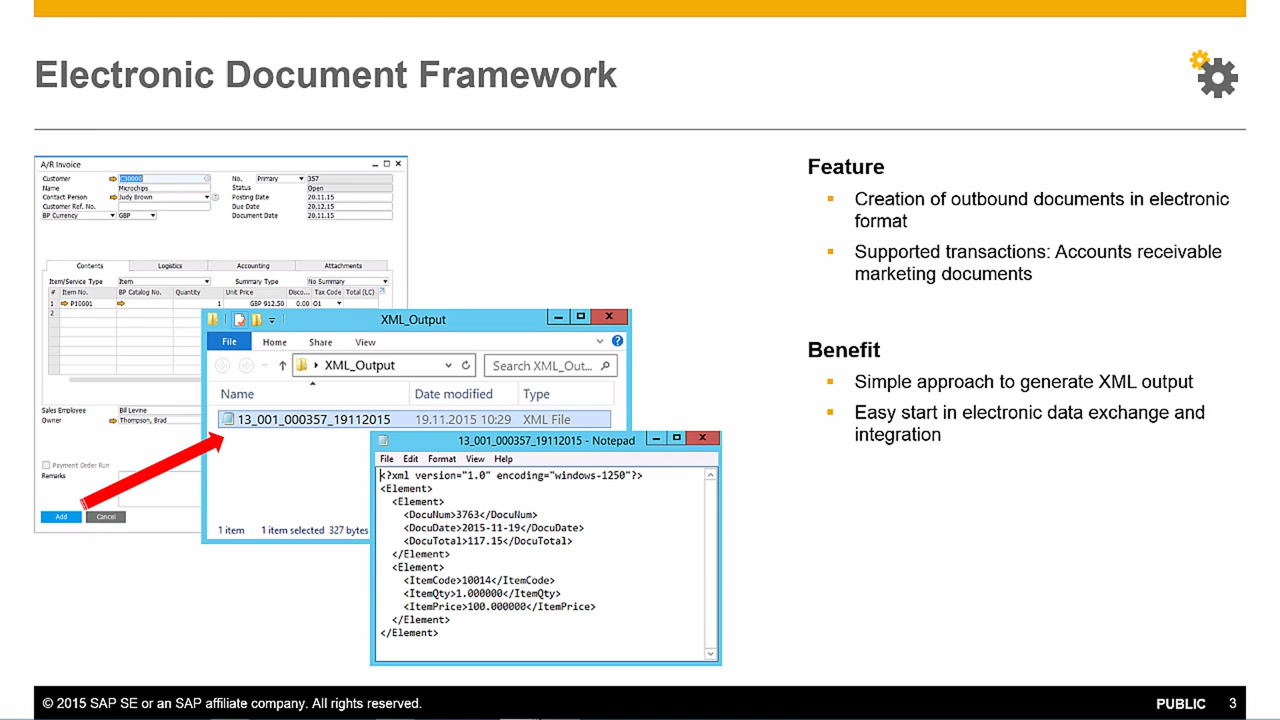 Electronic Document Framework
A/R Invoice
Customer C30000 No. Primary 357
Name Microchips Status Open
Contact Person Judy Brown Posting Date 20.11.15
Customer Ref. No. Due Date 20.12.15
BP Currency GBP Document Date 20.11.15
Contents Logistics Accounting Attachments
Item/Service Type Item Summary Type No Summary
# Item No. BP Catalog No. Quantity Unit Price Disco... Tax Code Total (LC)
1 P10001 1 GBP 912.50 0.00 O1
2
Sales Employee Bill Levine
Owner Thompson, Brad
Payment Order Run
Remarks
Add Cancel
XML_Output
File Home Share View
XML_Output Search XML_Out...
Name Date modified Type
13_001_000357_19112015 19.11.2015 10:29 XML File
1 item 1 item selected 327 bytes
13_001_000357_19112015 - Notepad
File Edit Format View Help
<?xml version="1.0" encoding="windows-1250"?>
<Element>
<Element>
<DocuNum>3763</DocuNum>
<DocuDate>2015-11-19</DocuDate>
<DocuTotal>117.15</DocuTotal>
</Element>
<Element>
<ItemCode>10014</ItemCode>
<ItemQty>1.000000</ItemQty>
<ItemPrice>100.000000</ItemPrice>
</Element>
</Element>
Feature
Creation of outbound documents in electronic
format
Supported transactions: Accounts receivable
marketing documents
Benefit
Simple approach to generate XML output
Easy start in electronic data exchange and
integration
© 2015 SAP SE or an SAP affiliate company. All rights reserved.
PUBLIC 3